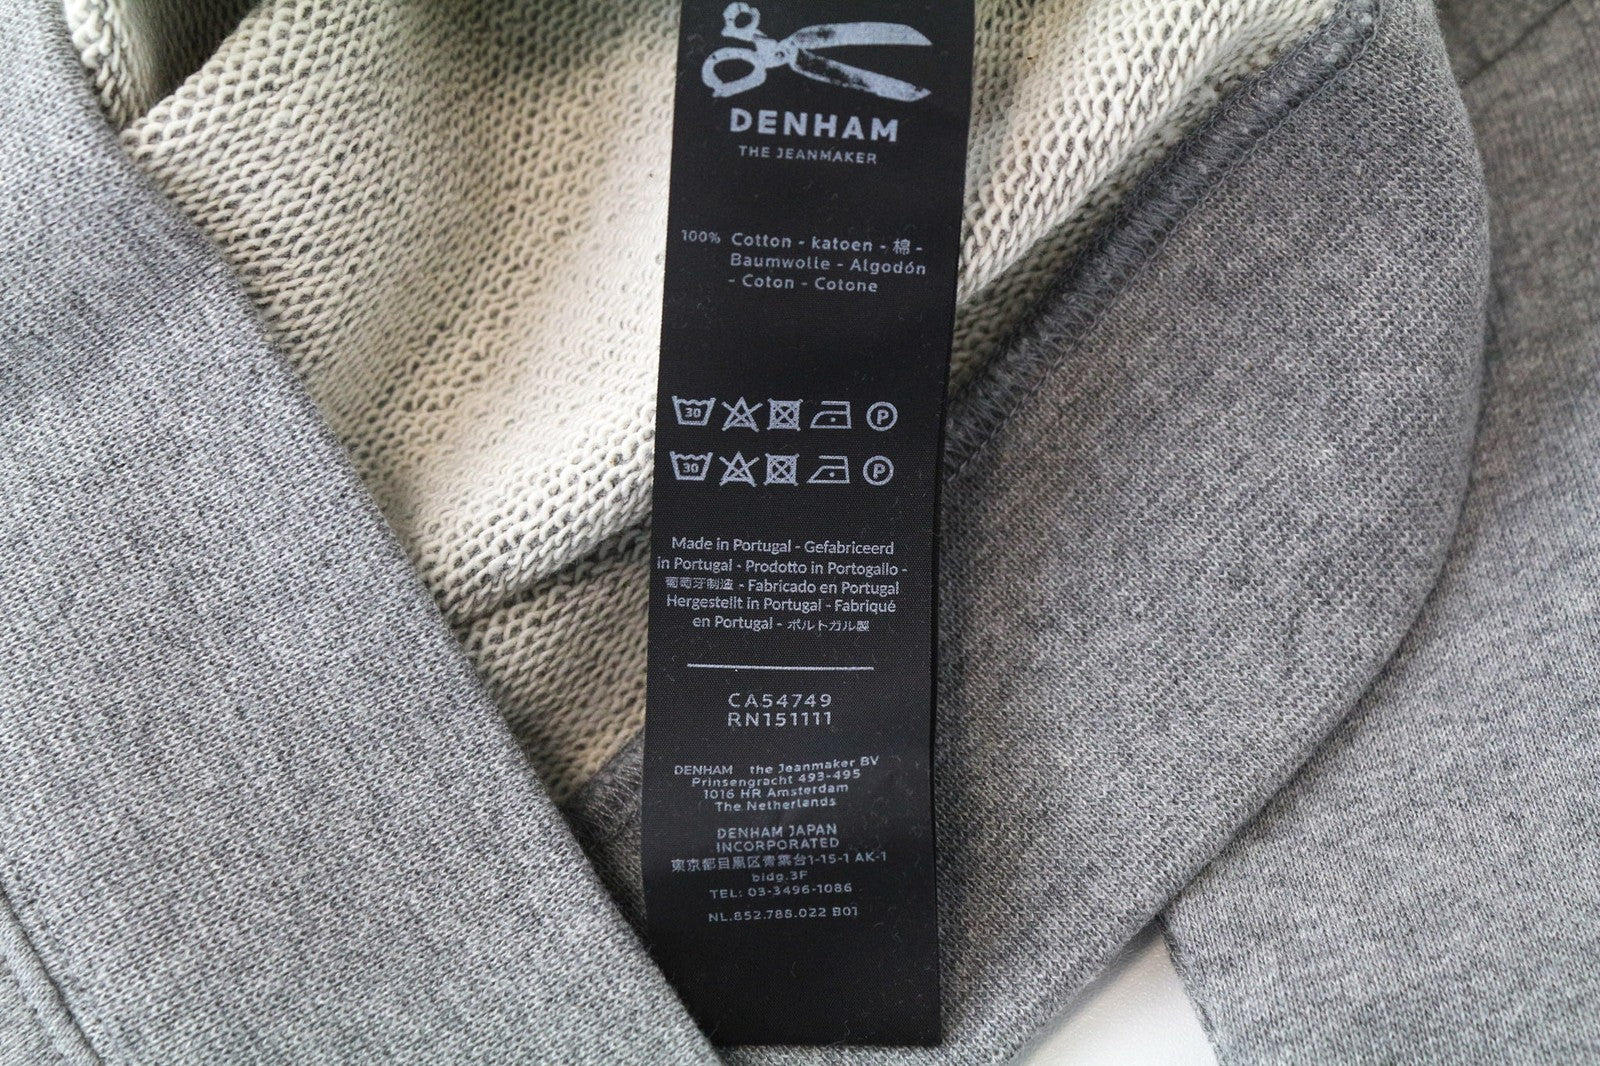 DENHAM
THE JEANMAKER
100% Cotton - katoen - 棉 -
Baumwolle - Algodón
- Coton - Cotone
30 P
30 P
Made in Portugal - Gefabriceerd
in Portugal - Prodotto in Portogallo -
葡萄牙制造 - Fabricado en Portugal
Hergestellt in Portugal - Fabriqué
en Portugal - ポルトガル製
CA54749
RN151111
DENHAM the Jeanmaker BV
Prinsengracht 493-495
1016 HR Amsterdam
The Netherlands
DENHAM JAPAN
INCORPORATED
東京都目黒区青葉台1-15-1 AK-1
bldg.3F
TEL: 03-3496-1086
NL.852.788.022 B01